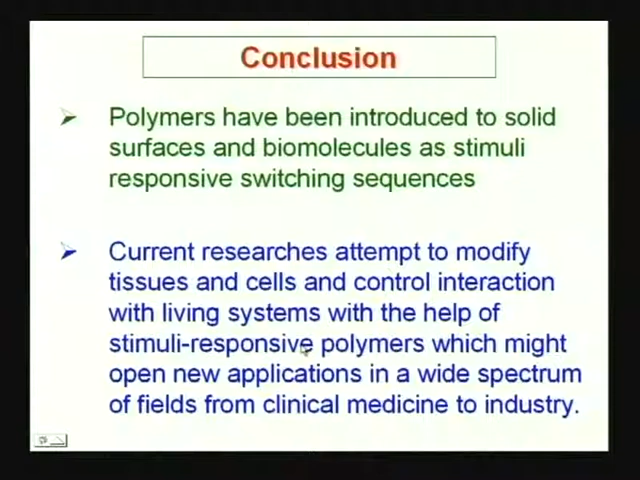 Conclusion
Polymers have been introduced to solid
surfaces and biomolecules as stimuli
responsive switching sequences
Current researches attempt to modify
tissues and cells and control interaction
with living systems with the help of
stimuli-responsive polymers which might
open new applications in a wide spectrum
of fields from clinical medicine to industry.